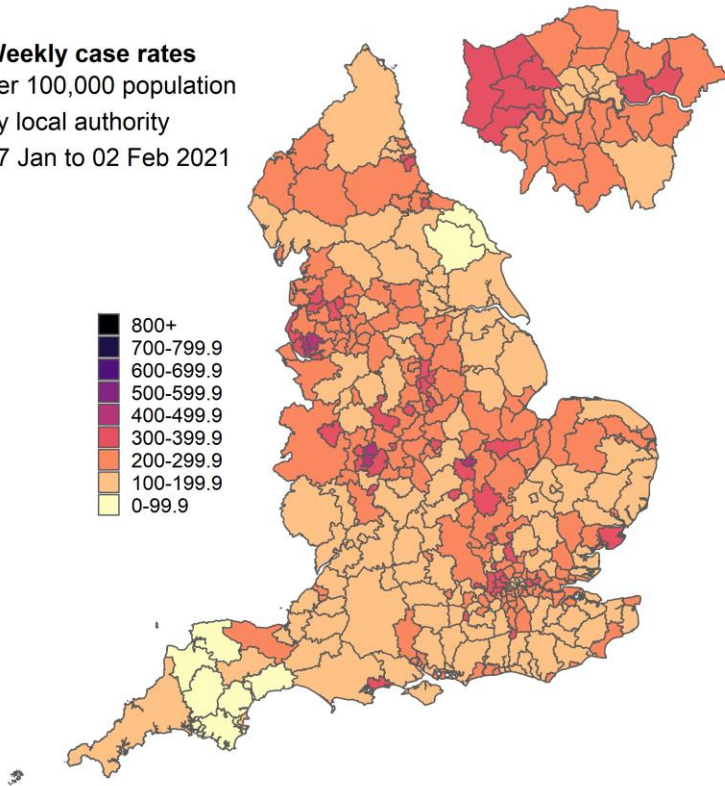 Weekly case rates
er 100,000 population
y local authority
7 Jan to 02 Feb 2021
800+
700-799.9
600-699.9
500-599.9
400-499.9
300-399.9
200-299.9
100-199.9
0-99.9